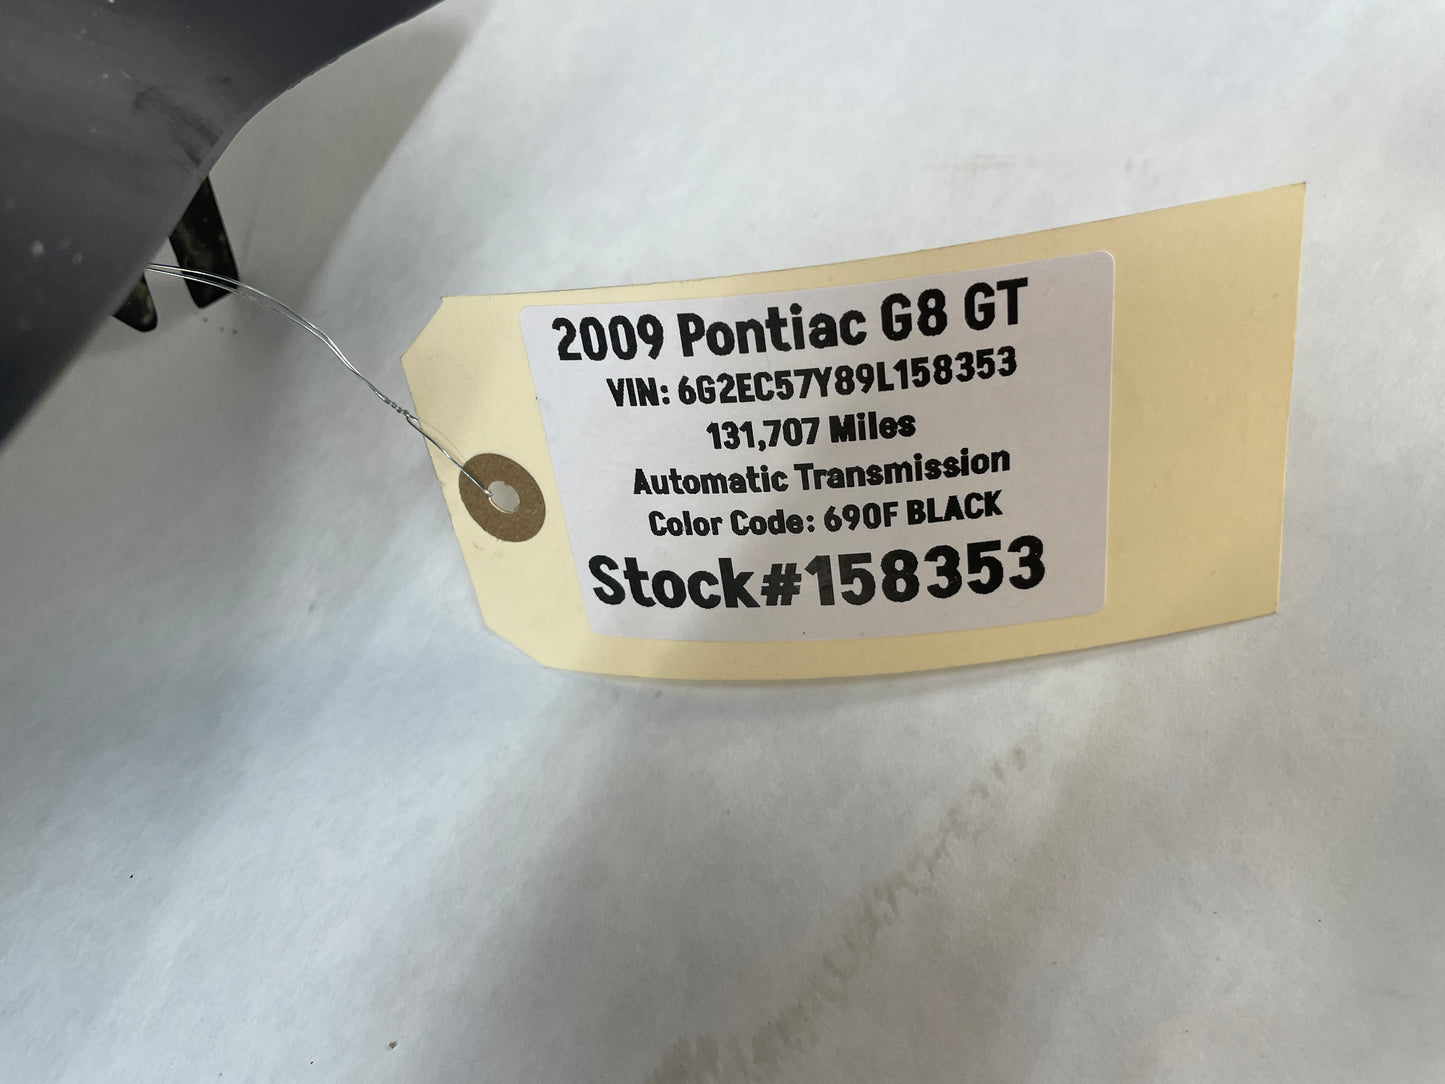 2009 Pontiac G8 GT
VIN: 6G2EC57Y89L158353
131,707 Miles
Automatic Transmission
Color Code: 690F BLACK
Stock#158353